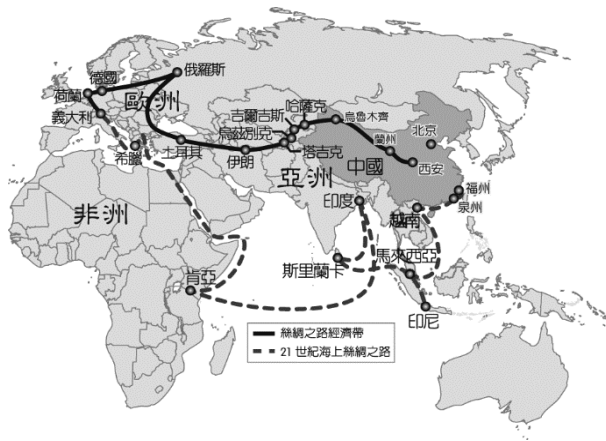 俄羅斯
德國
荷蘭
歐洲
義大利
希臘
土耳其
伊朗
哈薩克
吉爾吉斯
烏茲別克
塔吉克
烏魯木齊
蘭州
北京
西安
中國
亞洲
福州
泉州
印度
越南
非洲
斯里蘭卡
馬來西亞
肯亞
印尼
絲綢之路經濟帶
21世紀海上絲綢之路